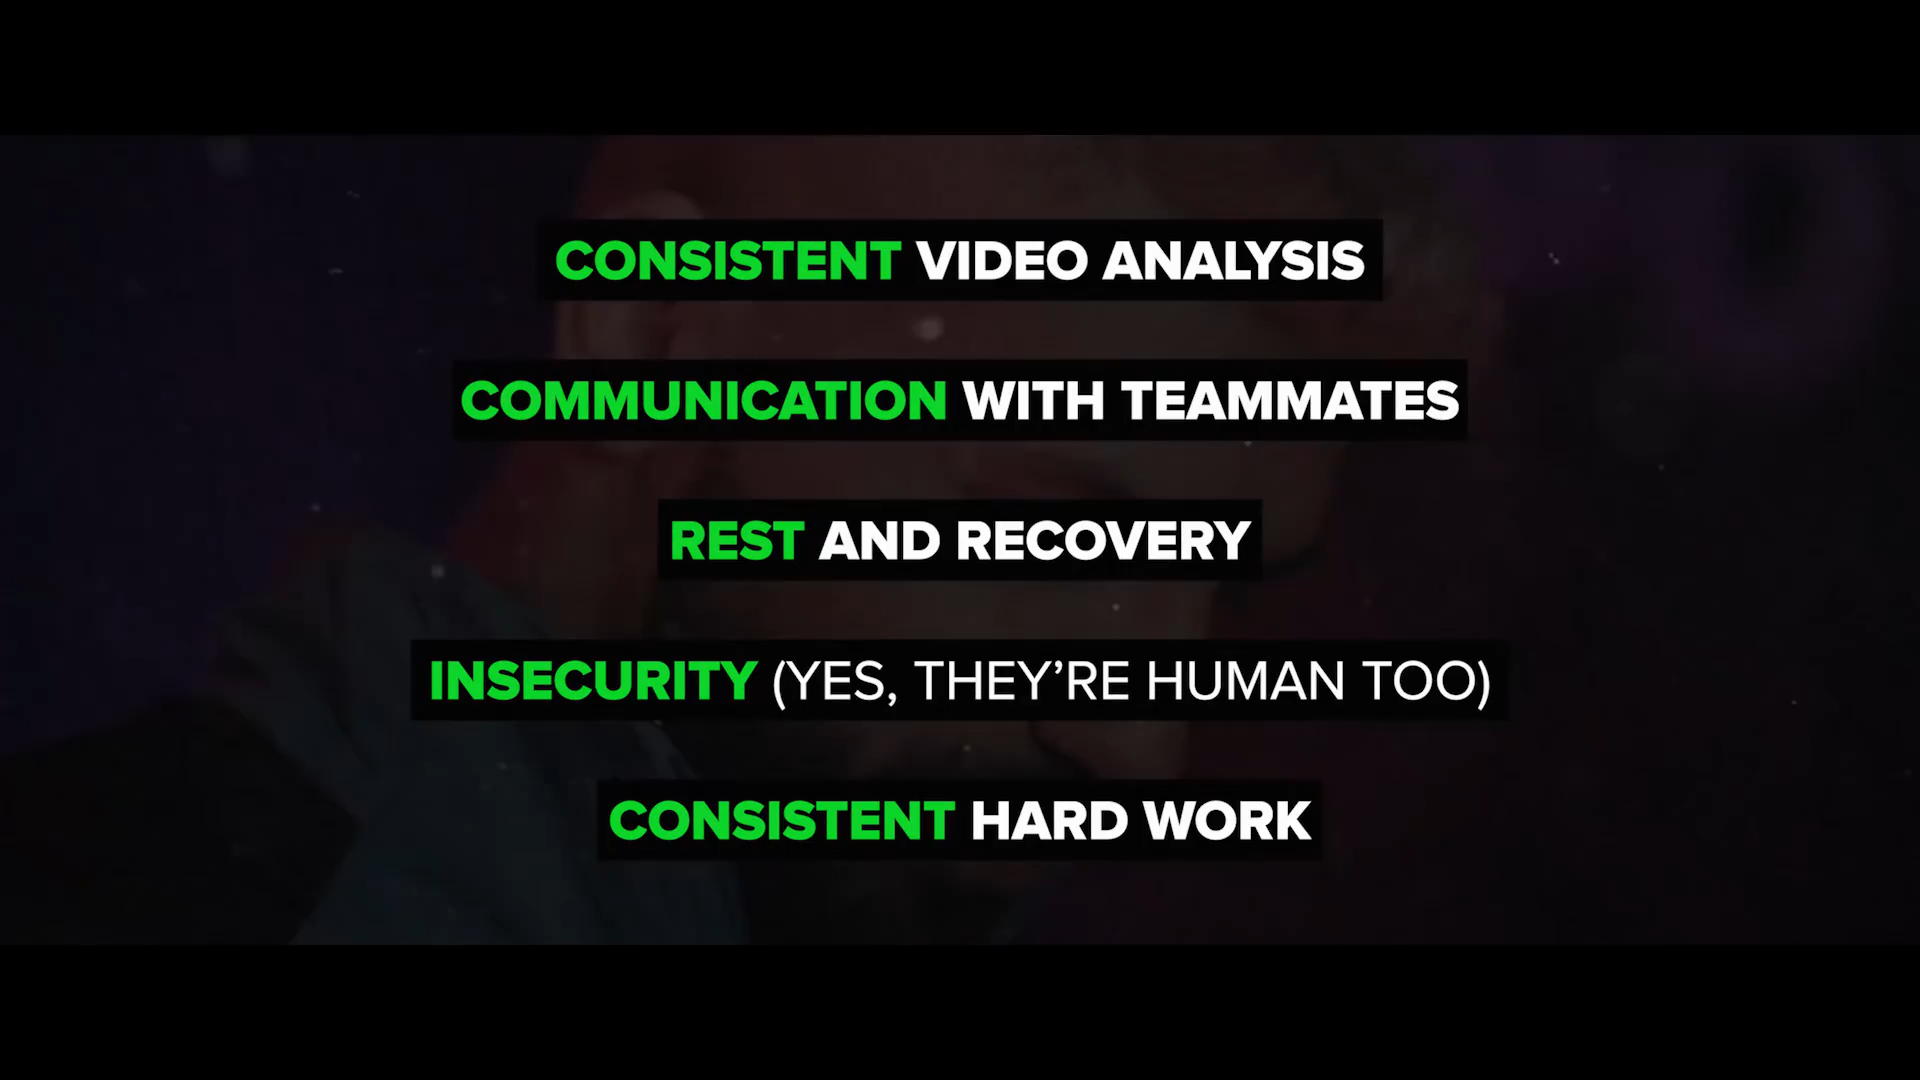 CONSISTENT VIDEO ANALYSIS
COMMUNICATION WITH TEAMMATES
REST AND RECOVERY
INSECURITY (YES, THEY’RE HUMAN TOO)
CONSISTENT HARD WORK